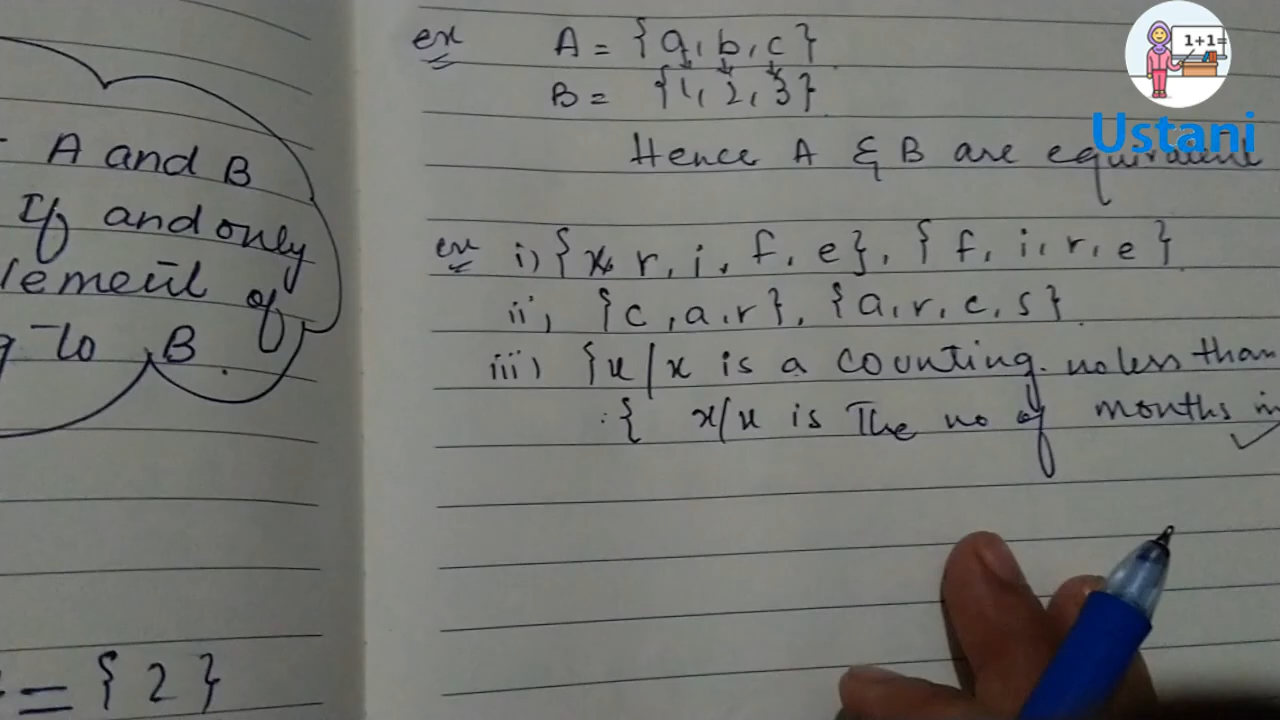 A and B
If and only
lement of
g to B
= {2}
ex A = {a, b, c}
B = {1, 2, 3}
Hence A & B are equivalent
ex i) {x, r, i, f, e}, {f, i, r, e}
ii, {c, a, r}, {a, r, c, s}
iii) {x/x is a counting no less than
{ x/x is The no of months in
1+1=
Ustani